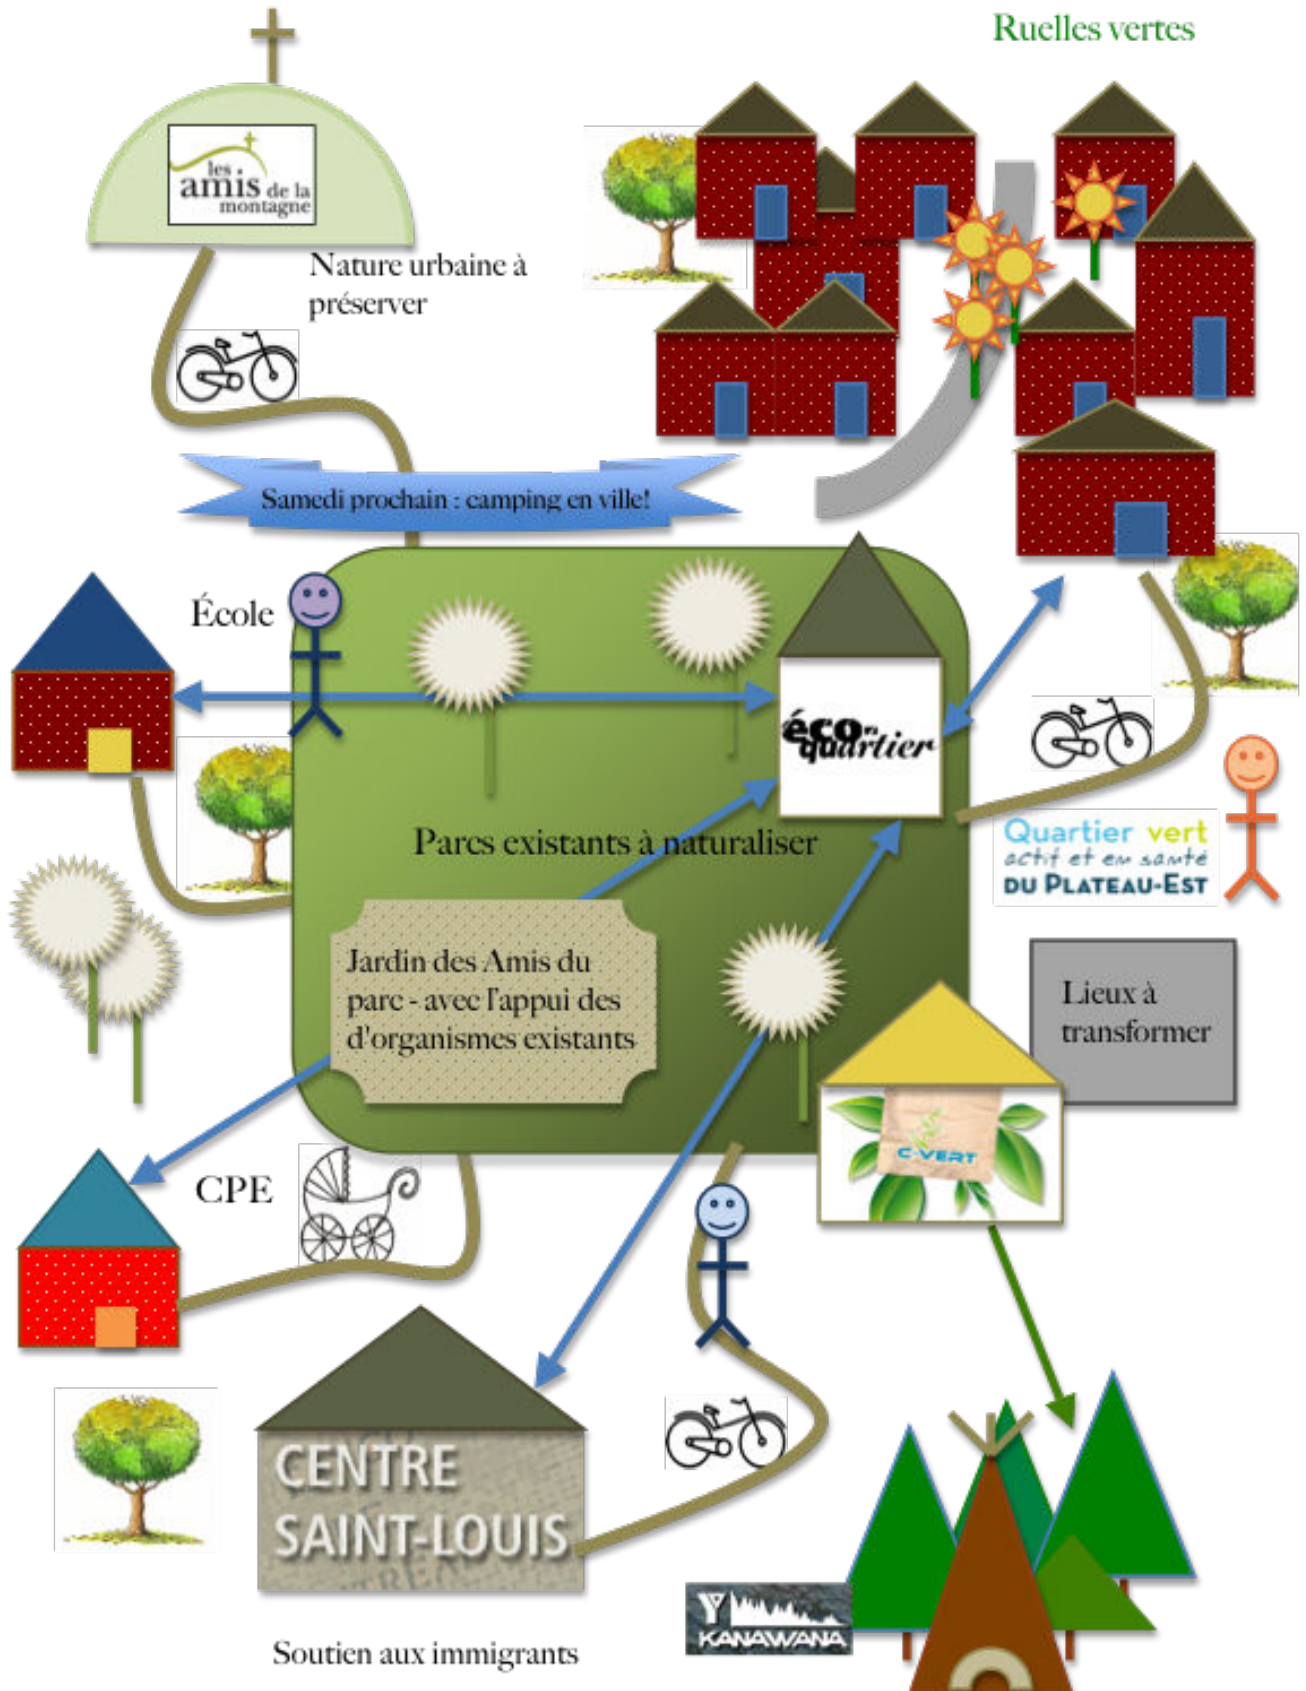 Ruelles vertes
les
amis de la
montagne
Nature urbaine à
préserver
Samedi prochain : camping en ville!
École
éco
quartier
Parcs existants à naturaliser
Quartier vert
actif et en santé
DU PLATEAU-EST
Jardin des Amis du
parc - avec l'appui des
d'organismes existants
Lieux à
transformer
C-VERT
CPE
CENTRE
SAINT-LOUIS
Y
KANAWANA
Soutien aux immigrants